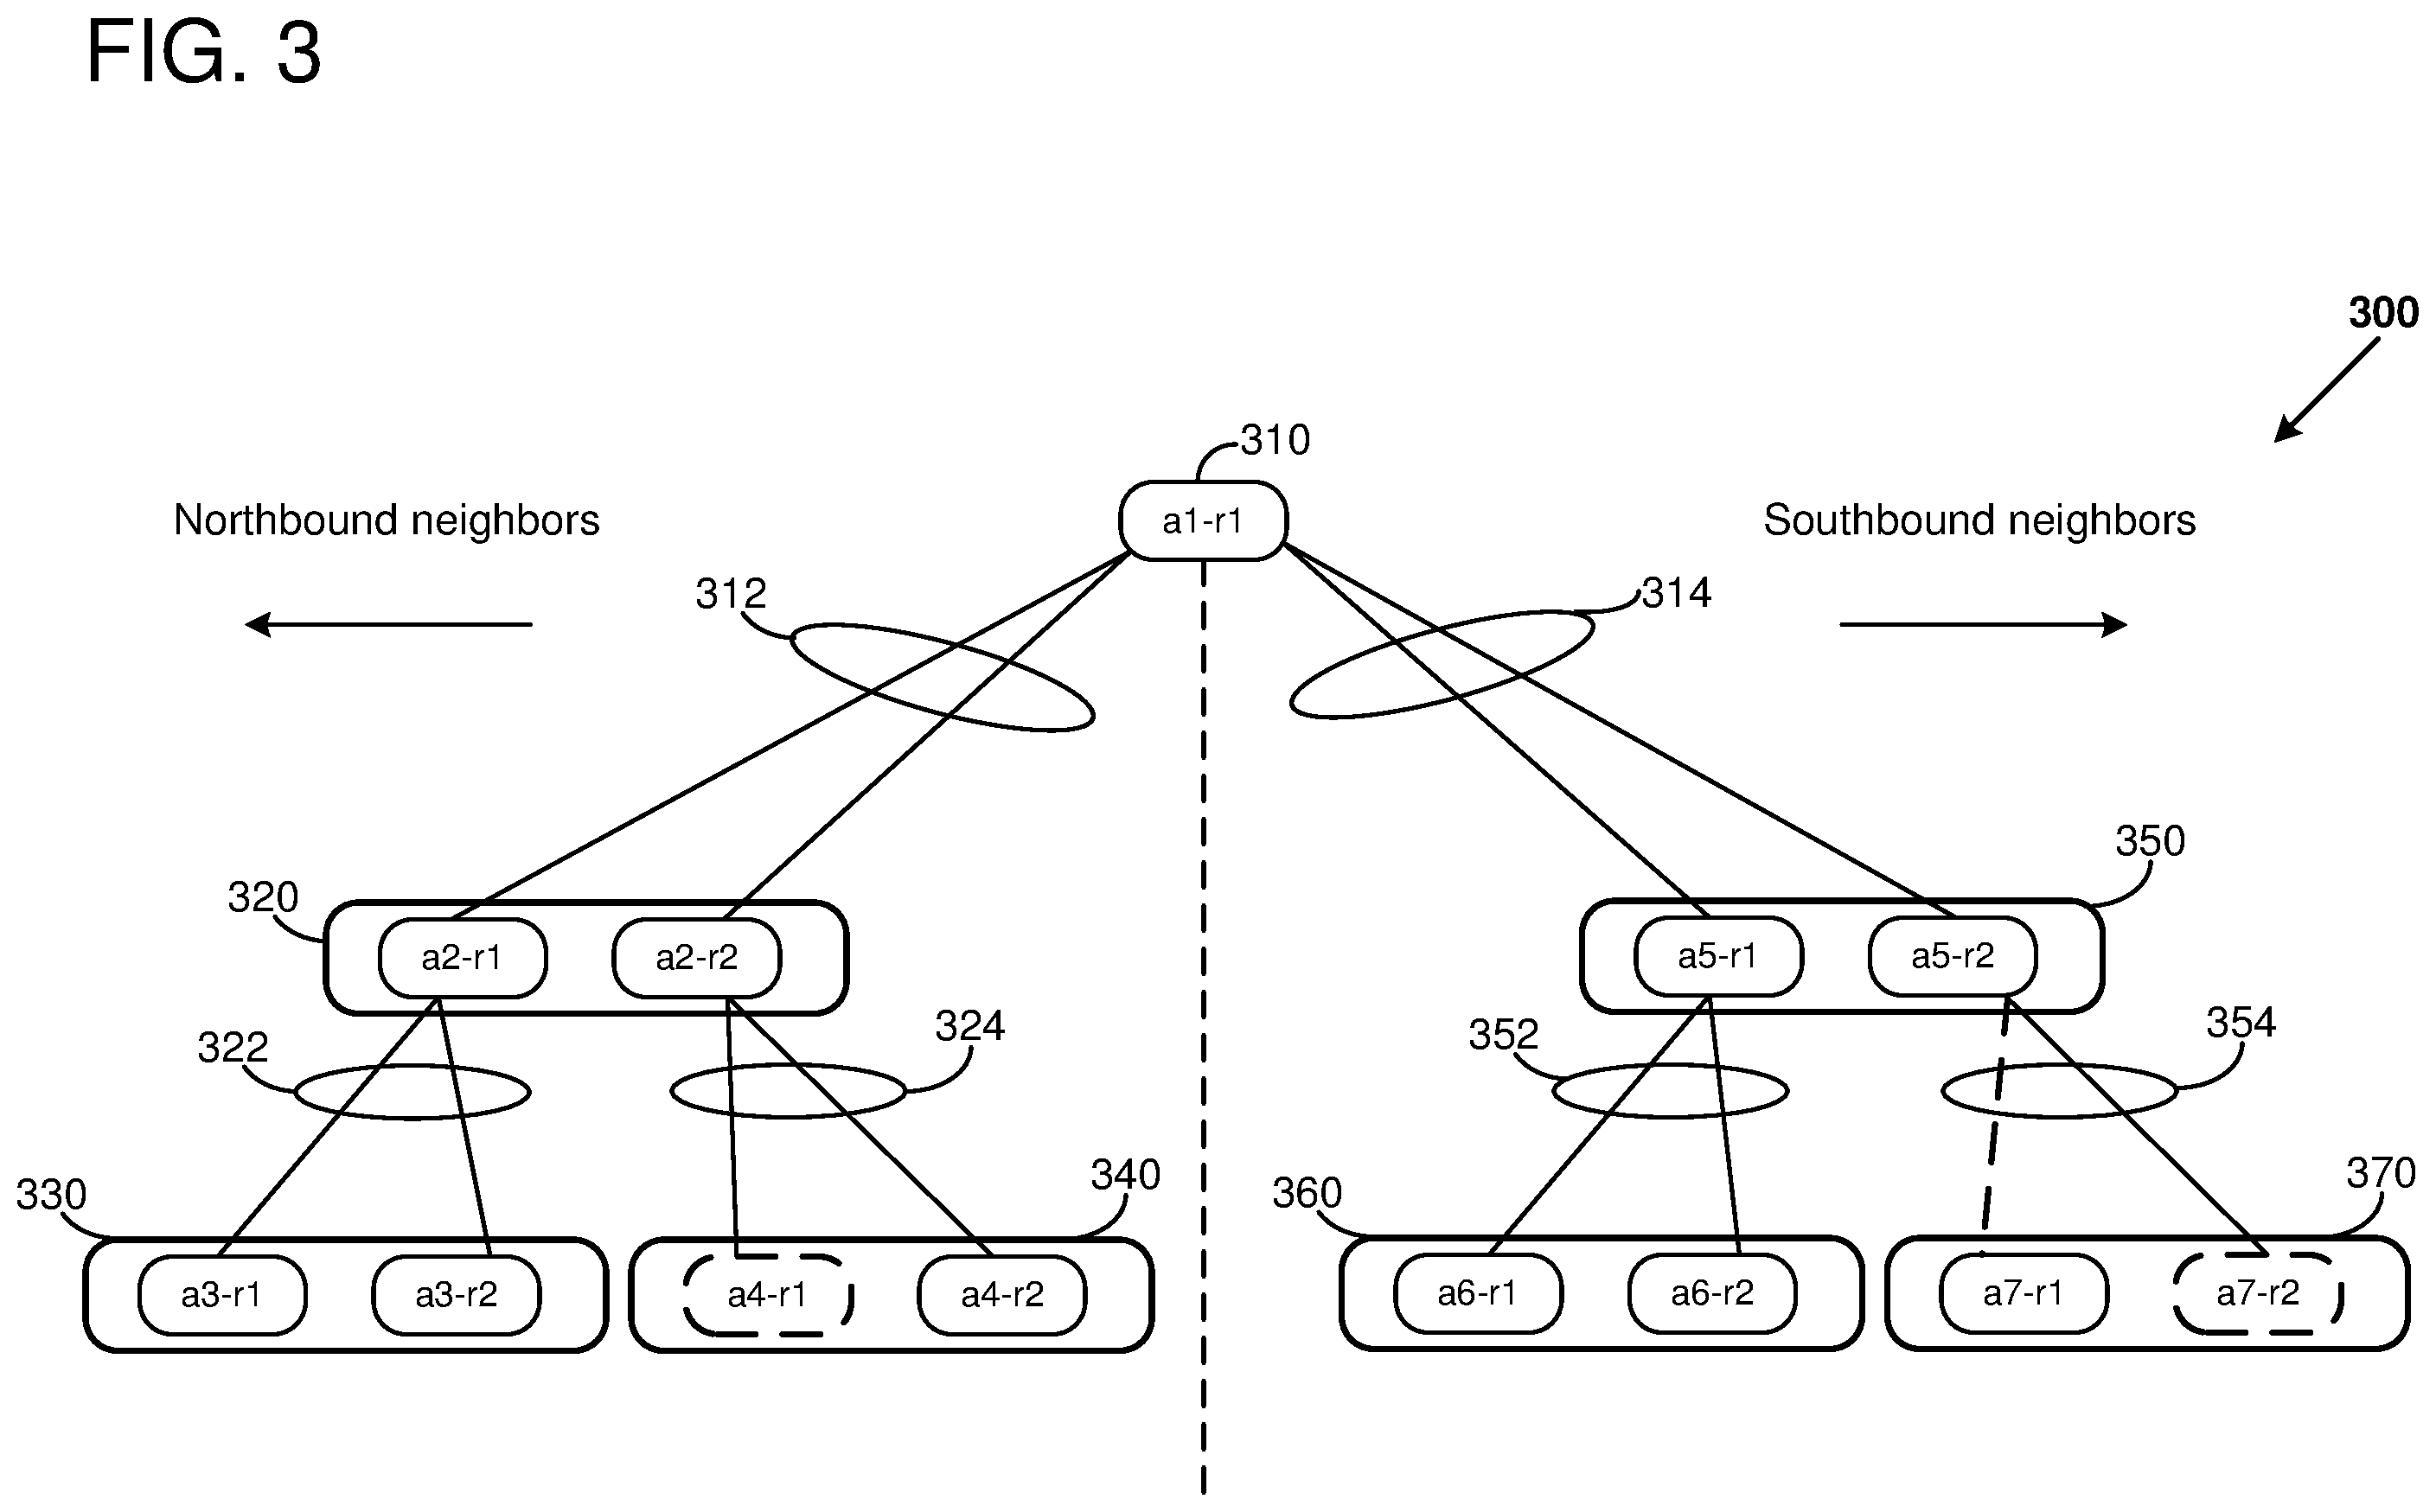 FIG. 3
300
310
a1-r1
Northbound neighbors
Southbound neighbors
312
314
320
350
a2-r1
a2-r2
a5-r1
a5-r2
322
324
352
354
330
340
360
370
a3-r1
a3-r2
a4-r1
a4-r2
a6-r1
a6-r2
a7-r1
a7-r2